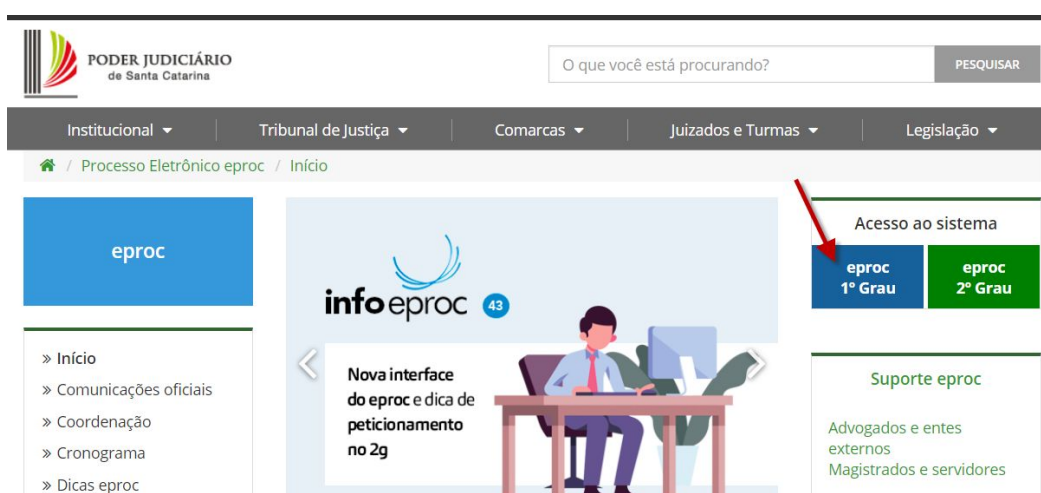 PODER JUDICIÁRIO
de Santa Catarina
O que você está procurando?
PESQUISAR
Institucional
Tribunal de Justiça
Comarcas
Juizados e Turmas
Legislação
/ Processo Eletrônico eproc / Início
eproc
» Início
» Comunicações oficiais
» Coordenação
» Cronograma
» Dicas eproc
infoeproc 43
Nova interface
do eproc e dica de
peticionamento
no 2g
Acesso ao sistema
eproc
1º Grau
eproc
2º Grau
Suporte eproc
Advogados e entes
externos
Magistrados e servidores